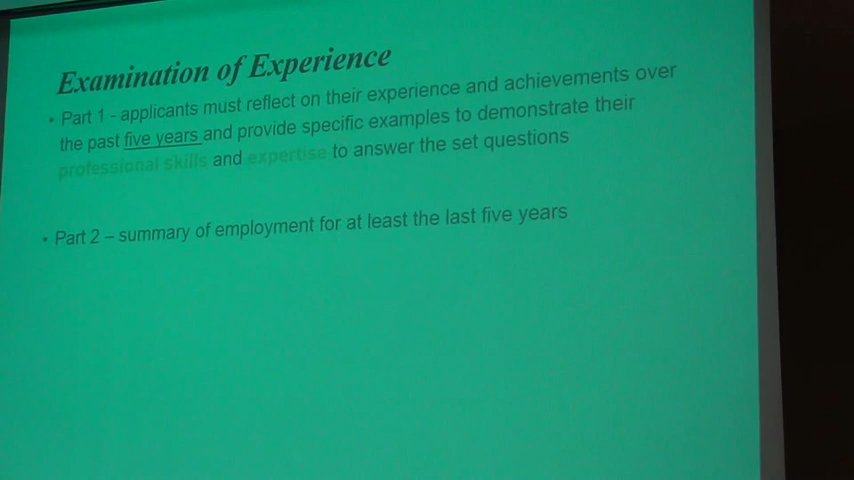 Examination of Experience
• Part 1 - applicants must reflect on their experience and achievements over
the past five years and provide specific examples to demonstrate their
professional skills and expertise to answer the set questions
• Part 2 – summary of employment for at least the last five years